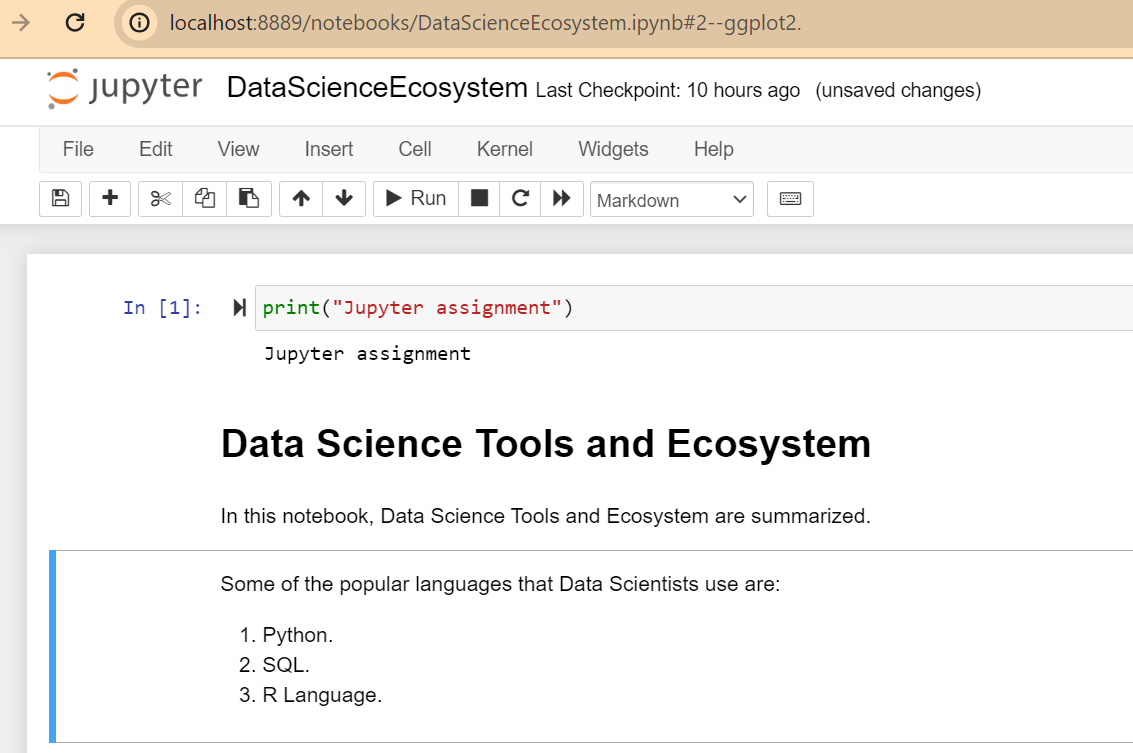 localhost:8889/notebooks/DataScienceEcosystem.ipynb#2--ggplot2.
jupyter DataScienceEcosystem Last Checkpoint: 10 hours ago (unsaved changes)
File Edit View Insert Cell Kernel Widgets Help
Run Markdown
In [1]: print("Jupyter assignment")
Jupyter assignment
Data Science Tools and Ecosystem
In this notebook, Data Science Tools and Ecosystem are summarized.
Some of the popular languages that Data Scientists use are:
1. Python.
2. SQL.
3. R Language.